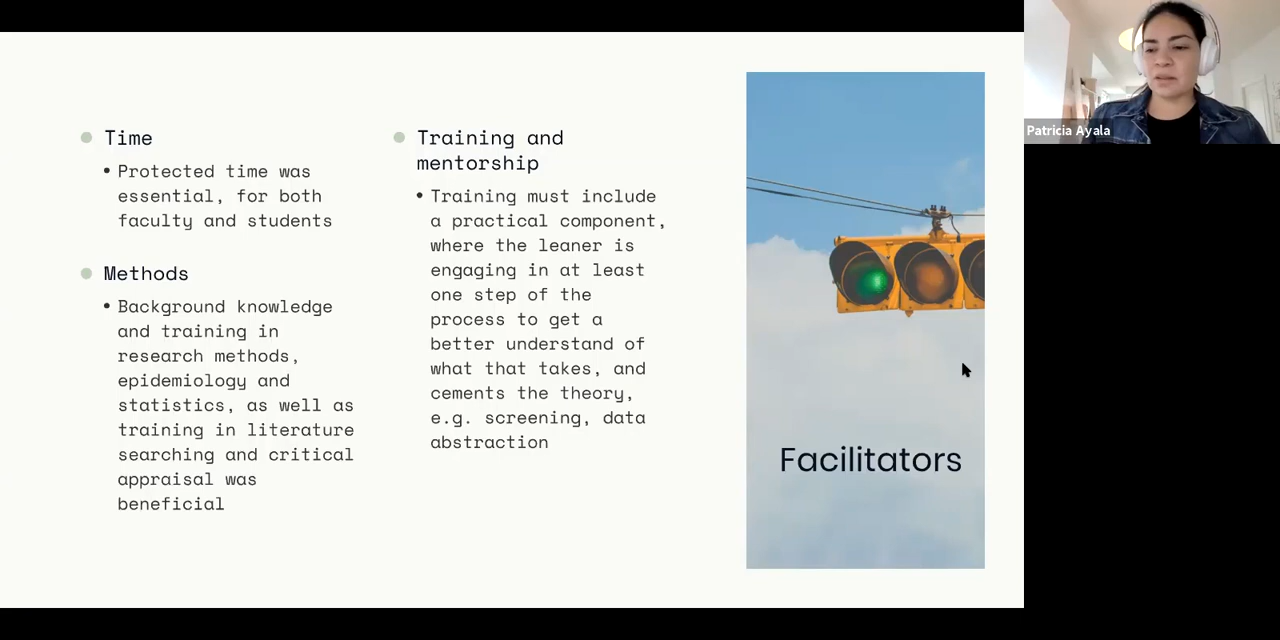 Time
Protected time was
essential, for both
faculty and students
Methods
Background knowledge
and training in
research methods,
epidemiology and
statistics, as well as
training in literature
searching and critical
appraisal was
beneficial
Training and
mentorship
Training must include
a practical component,
where the leaner is
engaging in at least
one step of the
process to get a
better understand of
what that takes, and
cements the theory,
e.g. screening, data
abstraction
Facilitators
Patricia Ayala